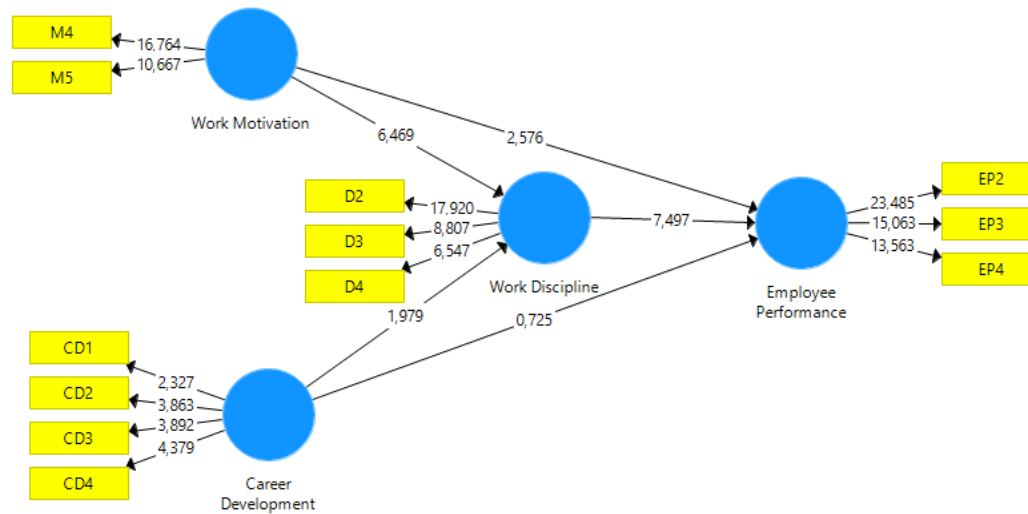 M4
16,764
M5
10,667
Work Motivation
6,469
2,576
D2
17,920
D3
8,807
D4
6,547
Work Discipline
7,497
EP2
23,485
EP3
15,063
EP4
13,563
Employee
Performance
1,979
0,725
CD1
2,327
CD2
3,863
CD3
3,892
CD4
4,379
Career
Development